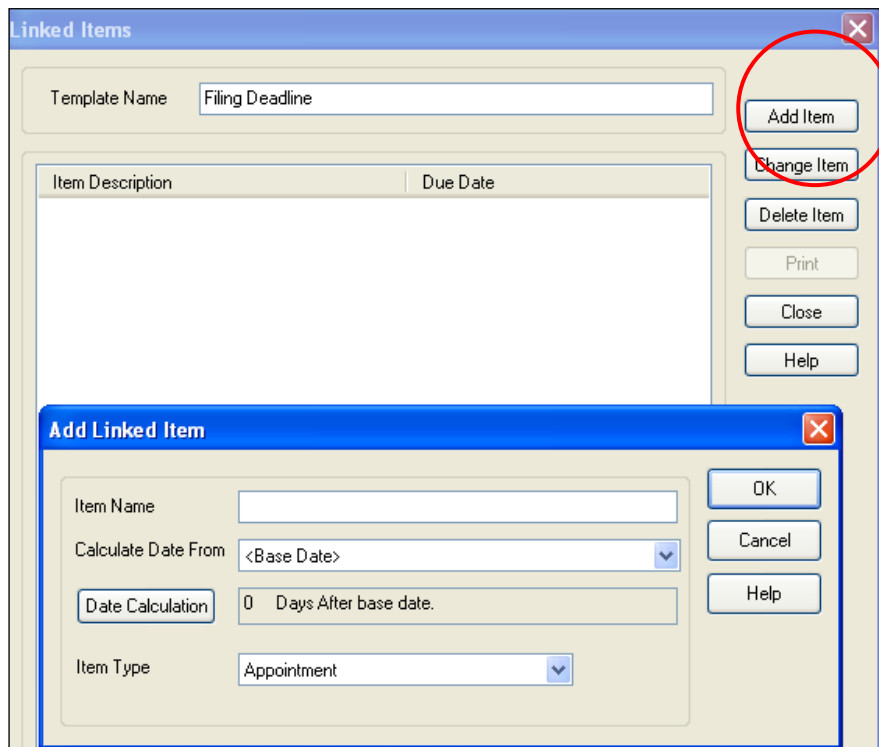 Linked Items
Template Name Filing Deadline
Add Item
Change Item
Item Description Due Date
Delete Item
Print
Close
Help
Add Linked Item
OK
Item Name
Cancel
Calculate Date From <Base Date>
Help
Date Calculation 0 Days After base date.
Item Type Appointment